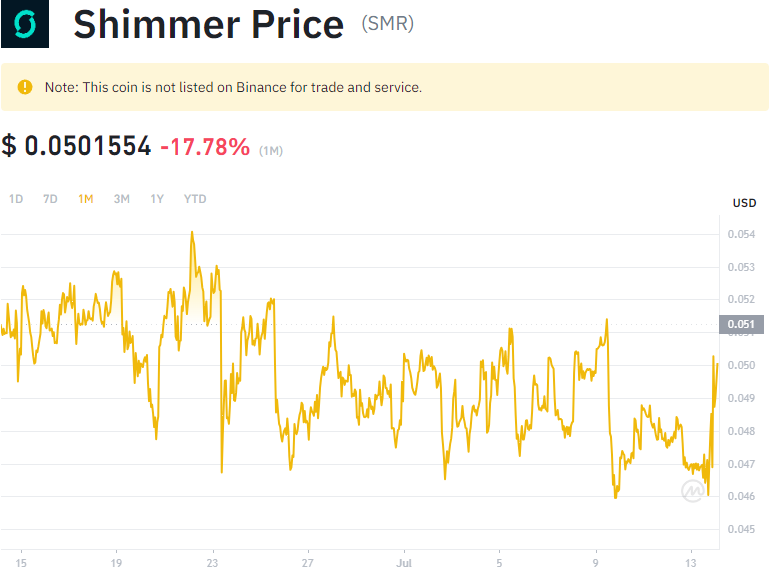 Shimmer Price (SMR)
Note: This coin is not listed on Binance for trade and service.
$ 0.0501554 -17.78% (1M)
1D 7D 1M 3M 1Y YTD
USD
0.054
0.053
0.052
0.051
0.050
0.049
0.048
0.047
0.046
0.045
15 19 23 27 Jul 5 9 13